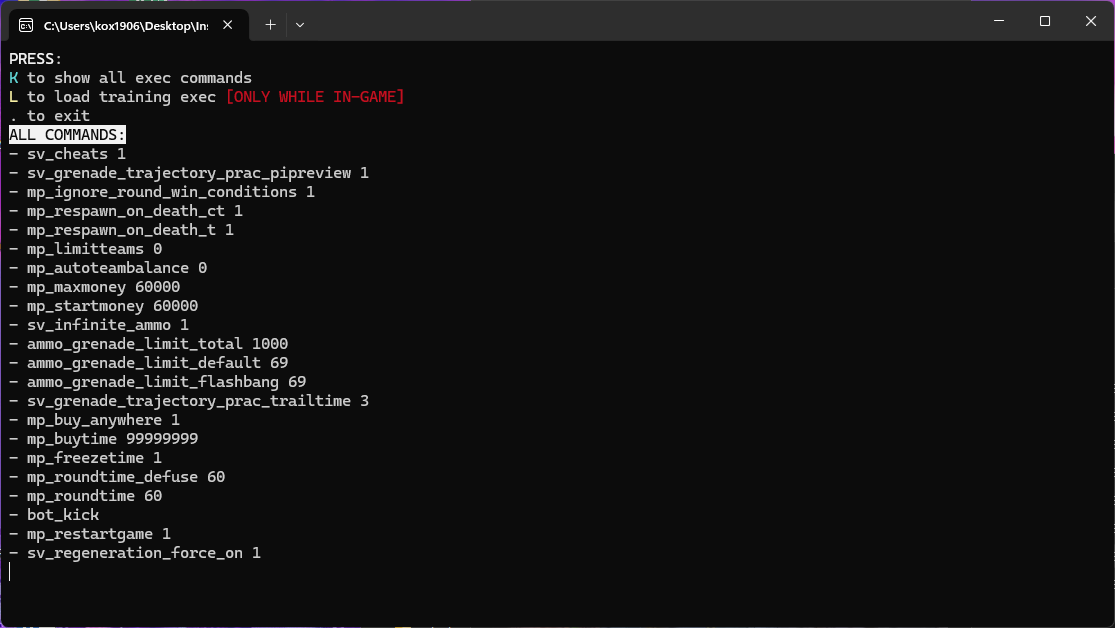 C:\Users\kox1906\Desktop\In
PRESS:
K to show all exec commands
L to load training exec [ONLY WHILE IN-GAME]
. to exit
ALL COMMANDS:
- sv_cheats 1
- sv_grenade_trajectory_prac_pipreview 1
- mp_ignore_round_win_conditions 1
- mp_respawn_on_death_ct 1
- mp_respawn_on_death_t 1
- mp_limitteams 0
- mp_autoteambalance 0
- mp_maxmoney 60000
- mp_startmoney 60000
- sv_infinite_ammo 1
- ammo_grenade_limit_total 1000
- ammo_grenade_limit_default 69
- ammo_grenade_limit_flashbang 69
- sv_grenade_trajectory_prac_trailtime 3
- mp_buy_anywhere 1
- mp_buytime 99999999
- mp_freezetime 1
- mp_roundtime_defuse 60
- mp_roundtime 60
- bot_kick
- mp_restartgame 1
- sv_regeneration_force_on 1